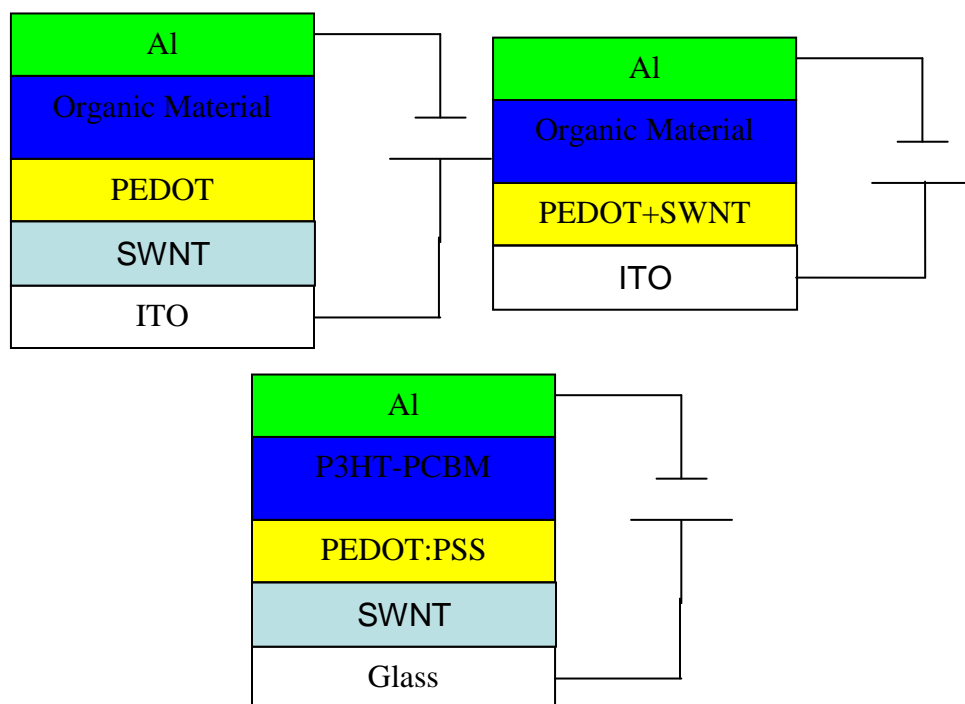 Al
Organic Material
PEDOT
SWNT
ITO
Al
Organic Material
PEDOT+SWNT
ITO
Al
P3HT-PCBM
PEDOT:PSS
SWNT
Glass